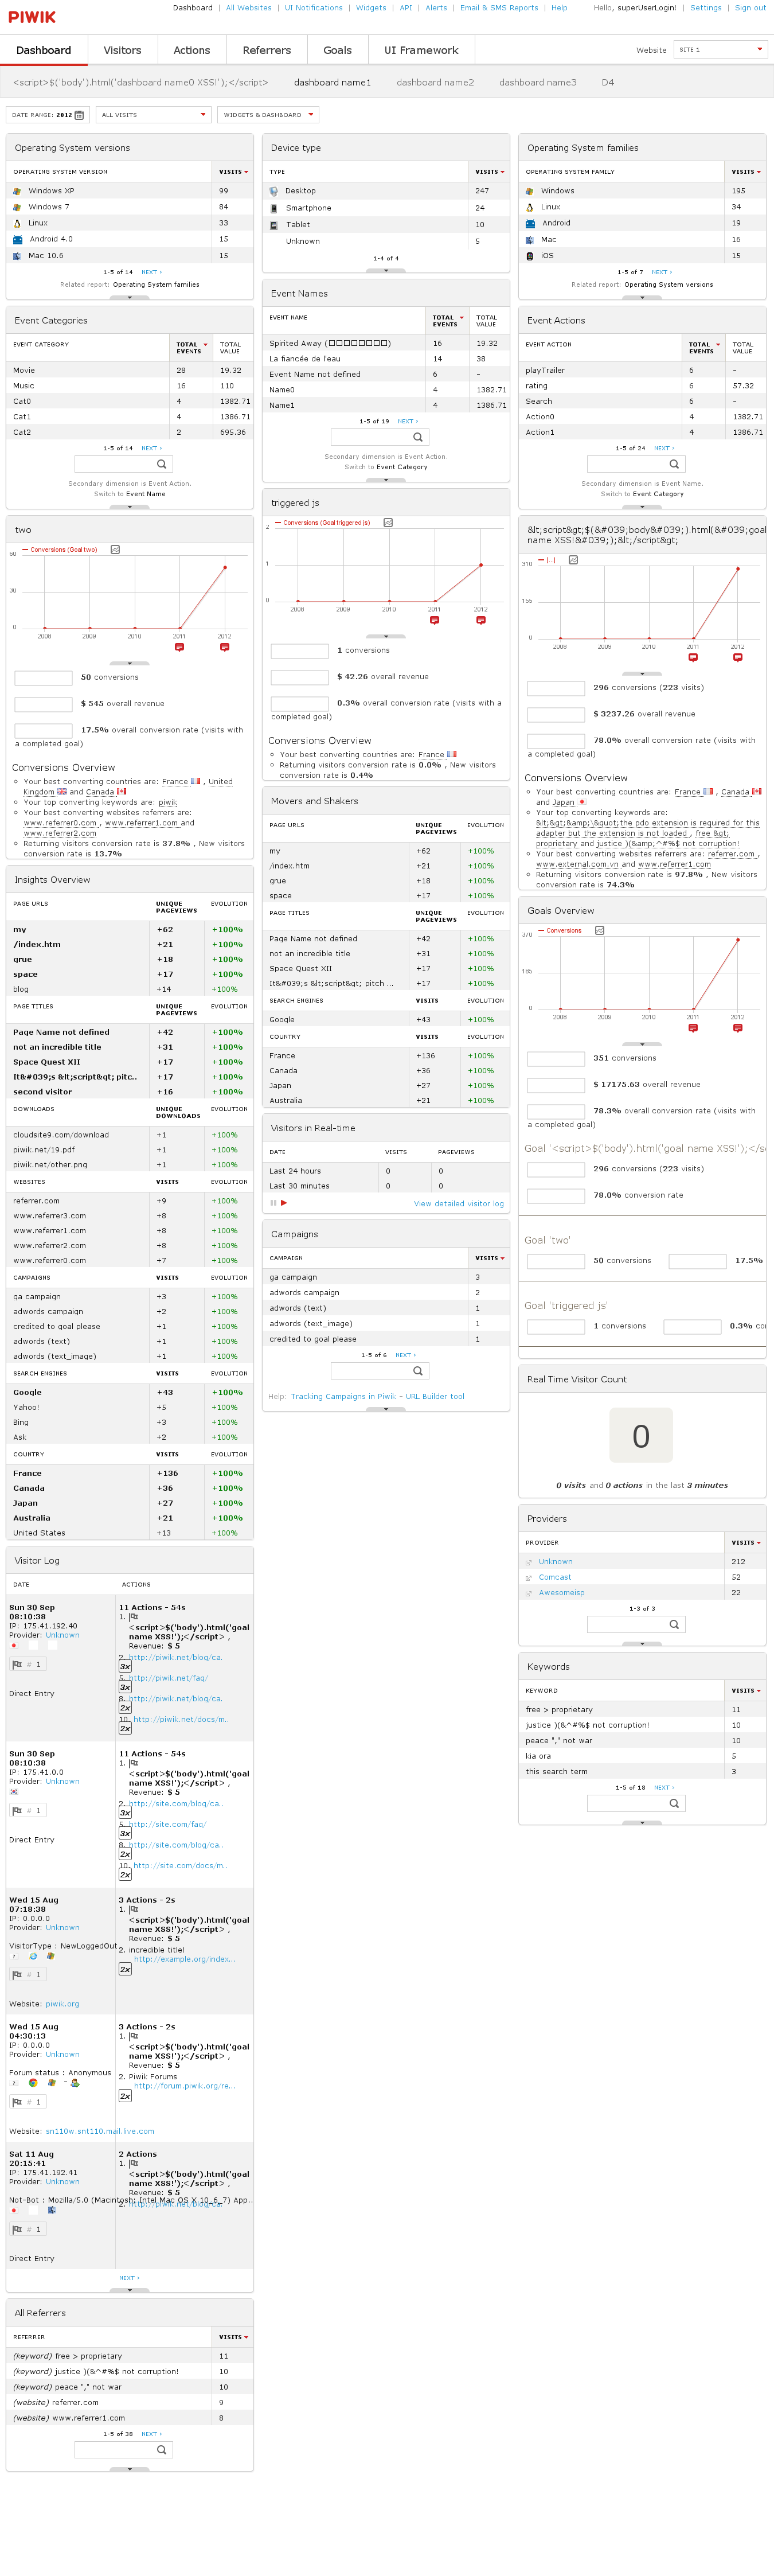 PIWIK
Dashboard | All Websites | UI Notifications | Widgets | API | Alerts | Email & SMS Reports | Help
Hello, superUserLogin! | Settings | Sign out
Dashboard Visitors Actions Referrers Goals UI Framework
Website SITE 1
<script>$('body').html('dashboard name0 XSS!');</script> dashboard name1 dashboard name2 dashboard name3 D4
DATE RANGE: 2012 ALL VISITS WIDGETS & DASHBOARD
Operating System versions
OPERATING SYSTEM VERSION VISITS
Windows XP 99
Windows 7 84
Linux 33
Android 4.0 15
Mac 10.6 15
1-5 of 14 NEXT ›
Related report: Operating System families
Event Categories
EVENT CATEGORY TOTAL EVENTS TOTAL VALUE
Movie 28 19.32
Music 16 110
Cat0 4 1382.71
Cat1 4 1386.71
Cat2 2 695.36
1-5 of 14 NEXT ›
Secondary dimension is Event Action.
Switch to Event Name
two
Conversions (Goal two)
60
30
0
2008 2009 2010 2011 2012
50 conversions
$ 545 overall revenue
17.5% overall conversion rate (visits with
a completed goal)
Conversions Overview
Your best converting countries are: France , United
Kingdom and Canada
Your top converting keywords are: piwik
Your best converting websites referrers are:
www.referrer0.com , www.referrer1.com and
www.referrer2.com
Returning visitors conversion rate is 37.8% , New visitors
conversion rate is 13.7%
Insights Overview
PAGE URLS UNIQUE PAGEVIEWS EVOLUTION
my +62 +100%
/index.htm +21 +100%
grue +18 +100%
space +17 +100%
blog +14 +100%
PAGE TITLES UNIQUE PAGEVIEWS EVOLUTION
Page Name not defined +42 +100%
not an incredible title +31 +100%
Space Quest XII +17 +100%
It&#039;s &lt;script&gt; pitc.. +17 +100%
second visitor +16 +100%
DOWNLOADS UNIQUE DOWNLOADS EVOLUTION
cloudsite9.com/download +1 +100%
piwik.net/19.pdf +1 +100%
piwik.net/other.png +1 +100%
WEBSITES VISITS EVOLUTION
referrer.com +9 +100%
www.referrer3.com +8 +100%
www.referrer1.com +8 +100%
www.referrer2.com +8 +100%
www.referrer0.com +7 +100%
CAMPAIGNS VISITS EVOLUTION
ga campaign +3 +100%
adwords campaign +2 +100%
credited to goal please +1 +100%
adwords (text) +1 +100%
adwords (text_image) +1 +100%
SEARCH ENGINES VISITS EVOLUTION
Google +43 +100%
Yahoo! +5 +100%
Bing +3 +100%
Ask +2 +100%
COUNTRY VISITS EVOLUTION
France +136 +100%
Canada +36 +100%
Japan +27 +100%
Australia +21 +100%
United States +13 +100%
Visitor Log
DATE ACTIONS
Sun 30 Sep 11 Actions - 54s
08:10:38 1.
IP: 175.41.192.40 <script>$('body').html('goal
Provider: Unknown name XSS!');</script> ,
Revenue: $ 5
# 1 2. http://piwik.net/blog/ca.
3x
5. http://piwik.net/faq/
3x
Direct Entry 8. http://piwik.net/blog/ca.
2x
10. http://piwik.net/docs/m..
2x
Sun 30 Sep 11 Actions - 54s
08:10:38 1.
IP: 175.41.0.0 <script>$('body').html('goal
Provider: Unknown name XSS!');</script> ,
Revenue: $ 5
# 1 2. http://site.com/blog/ca..
3x
5. http://site.com/faq/
3x
Direct Entry 8. http://site.com/blog/ca..
2x
10. http://site.com/docs/m..
2x
Wed 15 Aug 3 Actions - 2s
07:18:38 1.
IP: 0.0.0.0 <script>$('body').html('goal
Provider: Unknown name XSS!');</script> ,
Revenue: $ 5
VisitorType : NewLoggedOut 2. incredible title!
http://example.org/index...
# 1 2x
Website: piwik.org
Wed 15 Aug 3 Actions - 2s
04:30:13 1.
IP: 0.0.0.0 <script>$('body').html('goal
Provider: Unknown name XSS!');</script> ,
Revenue: $ 5
Forum status : Anonymous 2. Piwik Forums
http://forum.piwik.org/re...
# 1 2x
Website: sn110w.snt110.mail.live.com
Sat 11 Aug 2 Actions
20:15:41 1.
IP: 175.41.192.41 <script>$('body').html('goal
Provider: Unknown name XSS!');</script> ,
Revenue: $ 5
Not-Bot : Mozilla/5.0 (Macintosh; Intel Mac OS X 10_6_7) App..
2. http://piwik.net/blog/ca.
# 1
Direct Entry
NEXT ›
All Referrers
REFERRER VISITS
(keyword) free > proprietary 11
(keyword) justice )(&^#%$ not corruption! 10
(keyword) peace "," not war 10
(website) referrer.com 9
(website) www.referrer1.com 8
1-5 of 38 NEXT ›
Device type
TYPE VISITS
Desktop 247
Smartphone 24
Tablet 10
Unknown 5
1-4 of 4
Event Names
EVENT NAME TOTAL EVENTS TOTAL VALUE
Spirited Away (□□□□□□□□) 16 19.32
La fiancée de l'eau 14 38
Event Name not defined 6 -
Name0 4 1382.71
Name1 4 1386.71
1-5 of 19 NEXT ›
Secondary dimension is Event Action.
Switch to Event Category
triggered js
Conversions (Goal triggered js)
2
1
0
2008 2009 2010 2011 2012
1 conversions
$ 42.26 overall revenue
0.3% overall conversion rate (visits with a
completed goal)
Conversions Overview
Your best converting countries are: France
Returning visitors conversion rate is 0.0% , New visitors
conversion rate is 0.4%
Movers and Shakers
PAGE URLS UNIQUE PAGEVIEWS EVOLUTION
my +62 +100%
/index.htm +21 +100%
grue +18 +100%
space +17 +100%
PAGE TITLES UNIQUE PAGEVIEWS EVOLUTION
Page Name not defined +42 +100%
not an incredible title +31 +100%
Space Quest XII +17 +100%
It&#039;s &lt;script&gt; pitch ... +17 +100%
SEARCH ENGINES VISITS EVOLUTION
Google +43 +100%
COUNTRY VISITS EVOLUTION
France +136 +100%
Canada +36 +100%
Japan +27 +100%
Australia +21 +100%
Visitors in Real-time
DATE VISITS PAGEVIEWS
Last 24 hours 0 0
Last 30 minutes 0 0
View detailed visitor log
Campaigns
CAMPAIGN VISITS
ga campaign 3
adwords campaign 2
adwords (text) 1
adwords (text_image) 1
credited to goal please 1
1-5 of 6 NEXT ›
Help: Tracking Campaigns in Piwik - URL Builder tool
Operating System families
OPERATING SYSTEM FAMILY VISITS
Windows 195
Linux 34
Android 19
Mac 16
iOS 15
1-5 of 7 NEXT ›
Related report: Operating System versions
Event Actions
EVENT ACTION TOTAL EVENTS TOTAL VALUE
playTrailer 6 -
rating 6 57.32
Search 6 -
Action0 4 1382.71
Action1 4 1386.71
1-5 of 24 NEXT ›
Secondary dimension is Event Name.
Switch to Event Category
&lt;script&gt;$(&#039;body&#039;).html(&#039;goal
name XSS!&#039;);&lt;/script&gt;
[...]
310
155
0
2008 2009 2010 2011 2012
296 conversions (223 visits)
$ 3237.26 overall revenue
78.0% overall conversion rate (visits with
a completed goal)
Conversions Overview
Your best converting countries are: France , Canada
and Japan
Your top converting keywords are:
&lt;&gt;&amp;\&quot;the pdo extension is required for this
adapter but the extension is not loaded , free &gt;
proprietary and justice )(&amp;^#%$ not corruption!
Your best converting websites referrers are: referrer.com ,
www.external.com.vn and www.referrer1.com
Returning visitors conversion rate is 97.8% , New visitors
conversion rate is 74.3%
Goals Overview
Conversions
370
185
0
2008 2009 2010 2011 2012
351 conversions
$ 17175.63 overall revenue
78.3% overall conversion rate (visits with
a completed goal)
Goal '<script>$('body').html('goal name XSS!');</sc
296 conversions (223 visits)
78.0% conversion rate
Goal 'two'
50 conversions 17.5%
Goal 'triggered js'
1 conversions 0.3% con
Real Time Visitor Count
0
0 visits and 0 actions in the last 3 minutes
Providers
PROVIDER VISITS
Unknown 212
Comcast 52
Awesomeisp 22
1-3 of 3
Keywords
KEYWORD VISITS
free > proprietary 11
justice )(&^#%$ not corruption! 10
peace "," not war 10
kia ora 5
this search term 3
1-5 of 18 NEXT ›